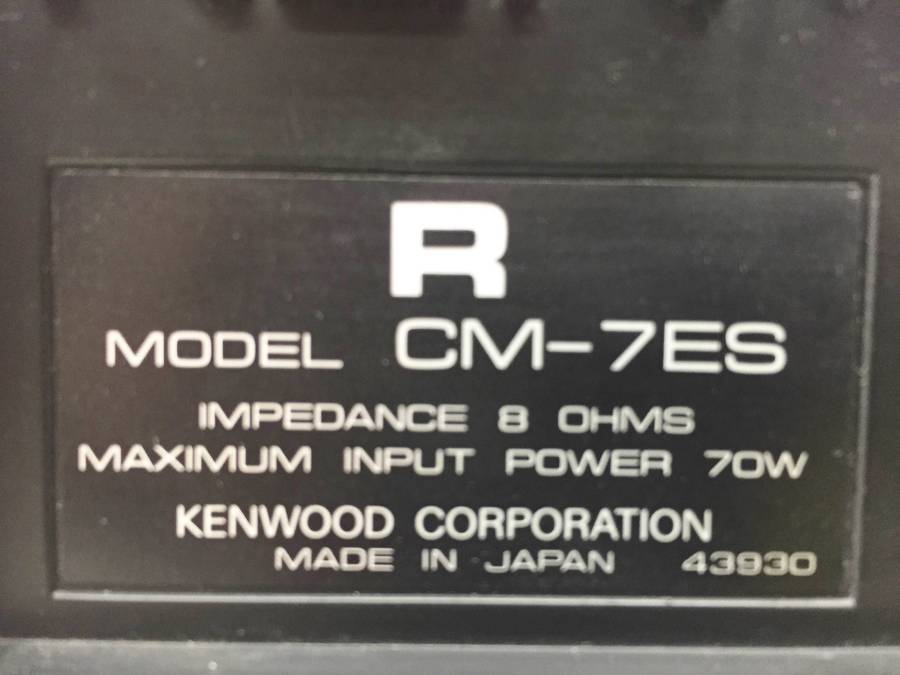 R
MODEL CM-7ES
IMPEDANCE 8 OHMS
MAXIMUM INPUT POWER 70W
KENWOOD CORPORATION
MADE IN JAPAN 43930